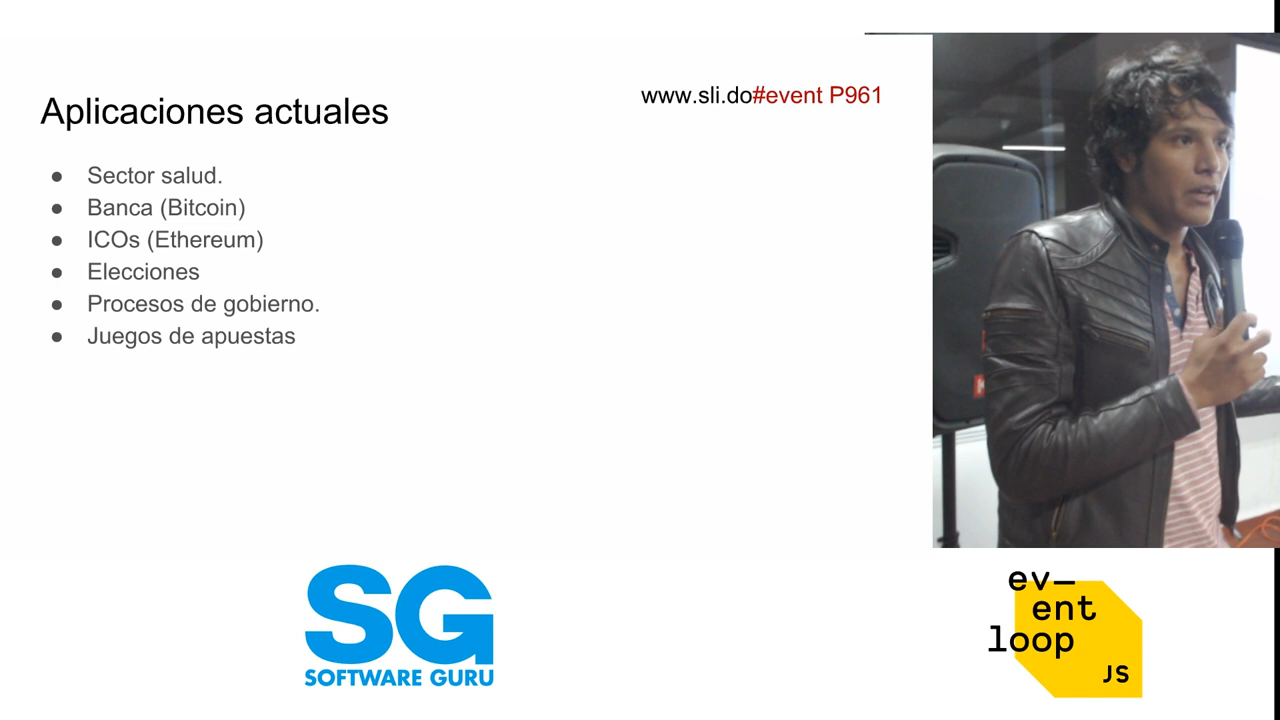 www.sli.do#event P961
Aplicaciones actuales
● Sector salud.
● Banca (Bitcoin)
● ICOs (Ethereum)
● Elecciones
● Procesos de gobierno.
● Juegos de apuestas
SG
SOFTWARE GURU
ev—
ent
loop
JS